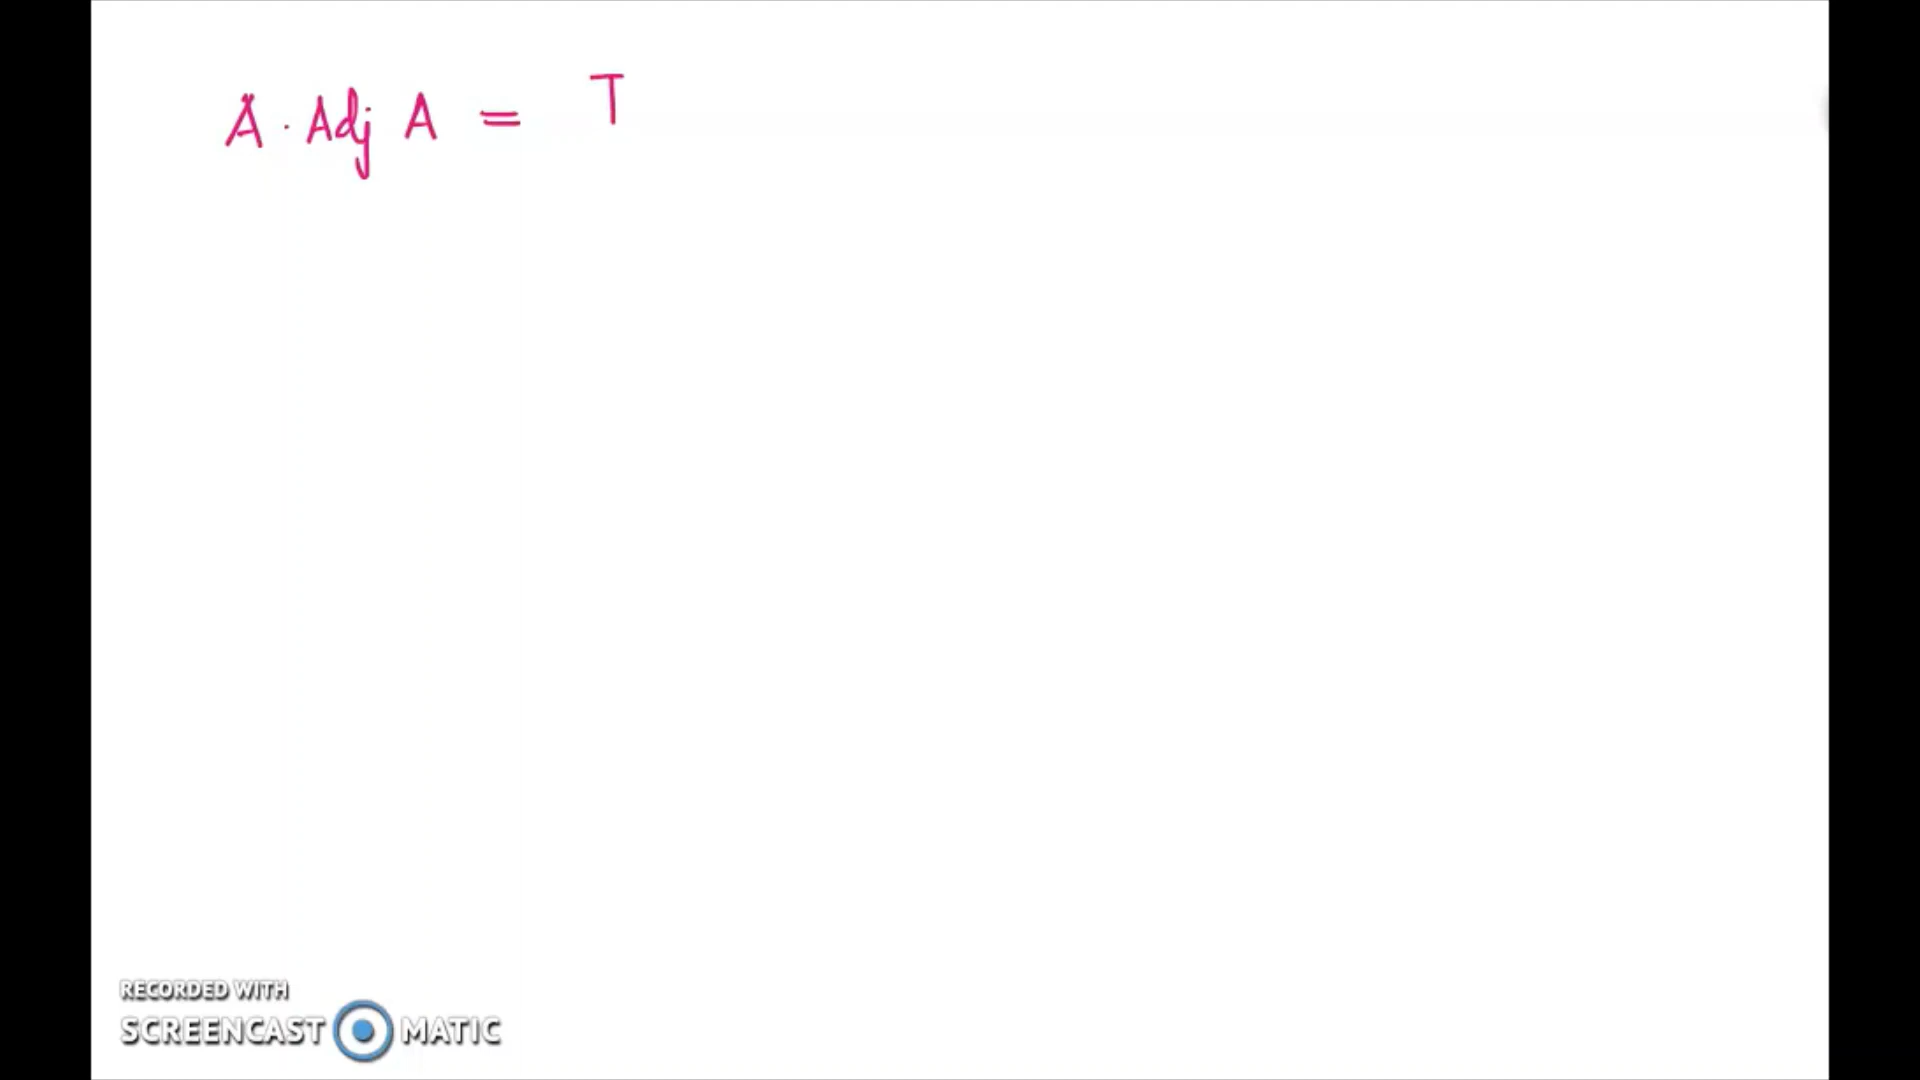 A · Adj A = T
RECORDED WITH
SCREENCAST MATIC